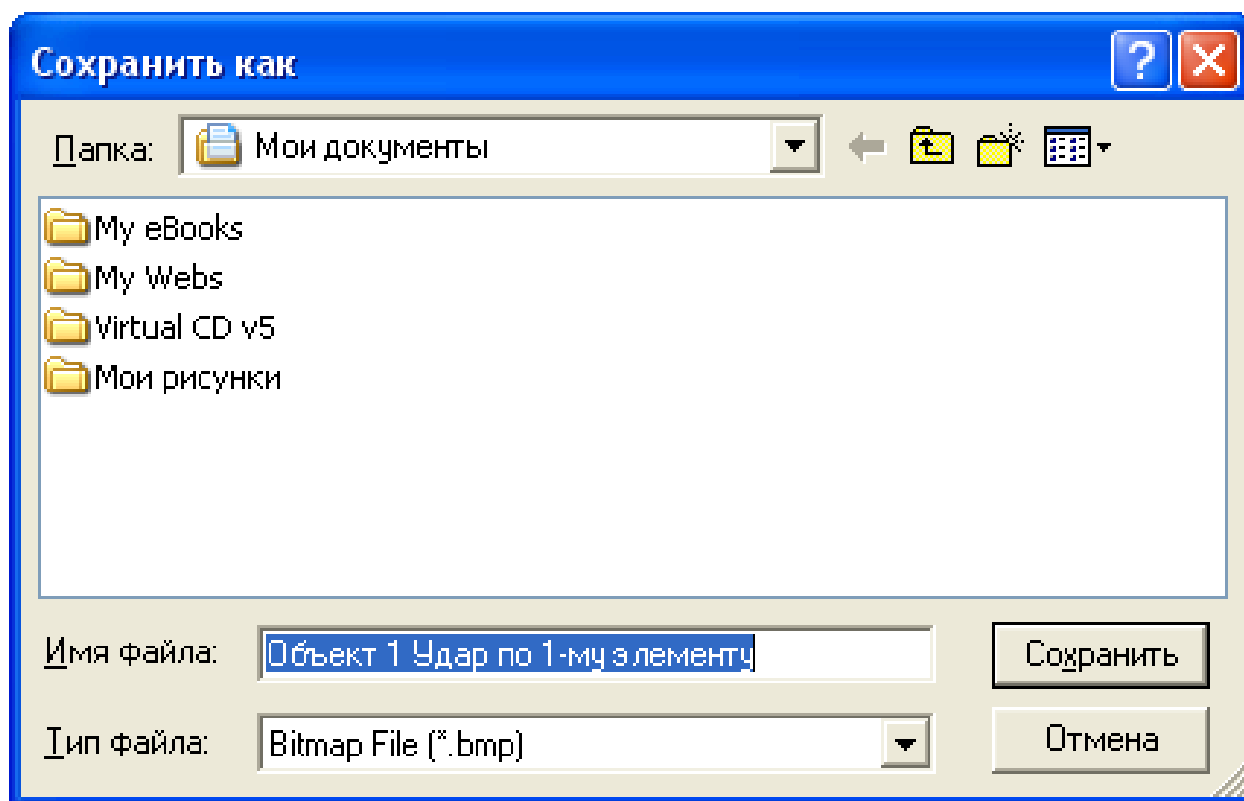 Сохранить как
Папка: Мои документы
My eBooks
My Webs
Virtual CD v5
Мои рисунки
Имя файла: Объект 1 Удар по 1-му элементу Сохранить
Тип файла: Bitmap File (*.bmp) Отмена